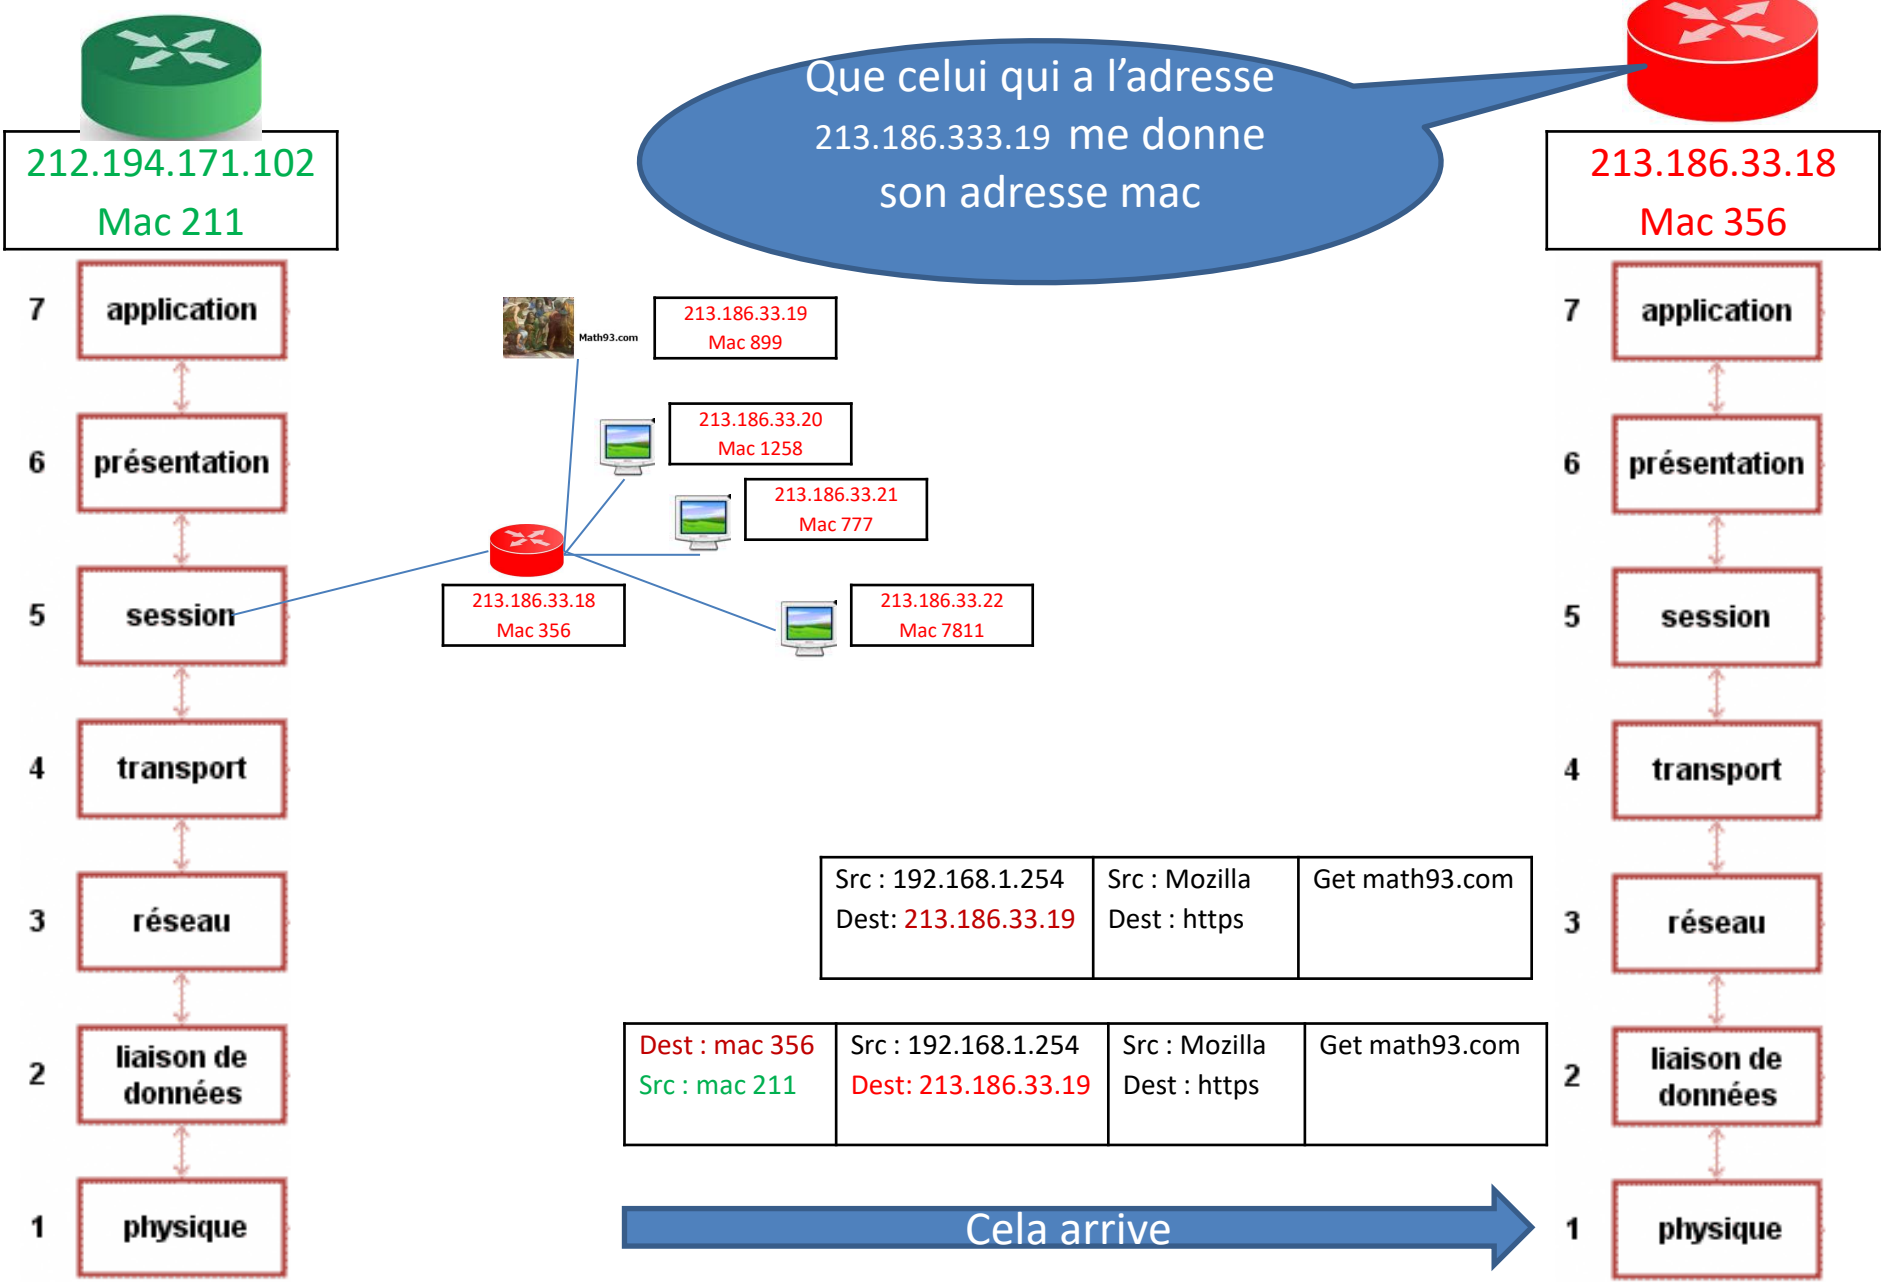 212.194.171.102
Mac 211
Que celui qui a l’adresse
213.186.333.19 me donne
son adresse mac
213.186.33.18
Mac 356
7
application
6
présentation
5
session
4
transport
3
réseau
2
liaison de
données
1
physique
Math93.com
213.186.33.19
Mac 899
213.186.33.20
Mac 1258
213.186.33.21
Mac 777
213.186.33.18
Mac 356
213.186.33.22
Mac 7811
Src : 192.168.1.254
Dest: 213.186.33.19
Src : Mozilla
Dest : https
Get math93.com
Dest : mac 356
Src : mac 211
Src : 192.168.1.254
Dest: 213.186.33.19
Src : Mozilla
Dest : https
Get math93.com
Cela arrive
7
application
6
présentation
5
session
4
transport
3
réseau
2
liaison de
données
1
physique